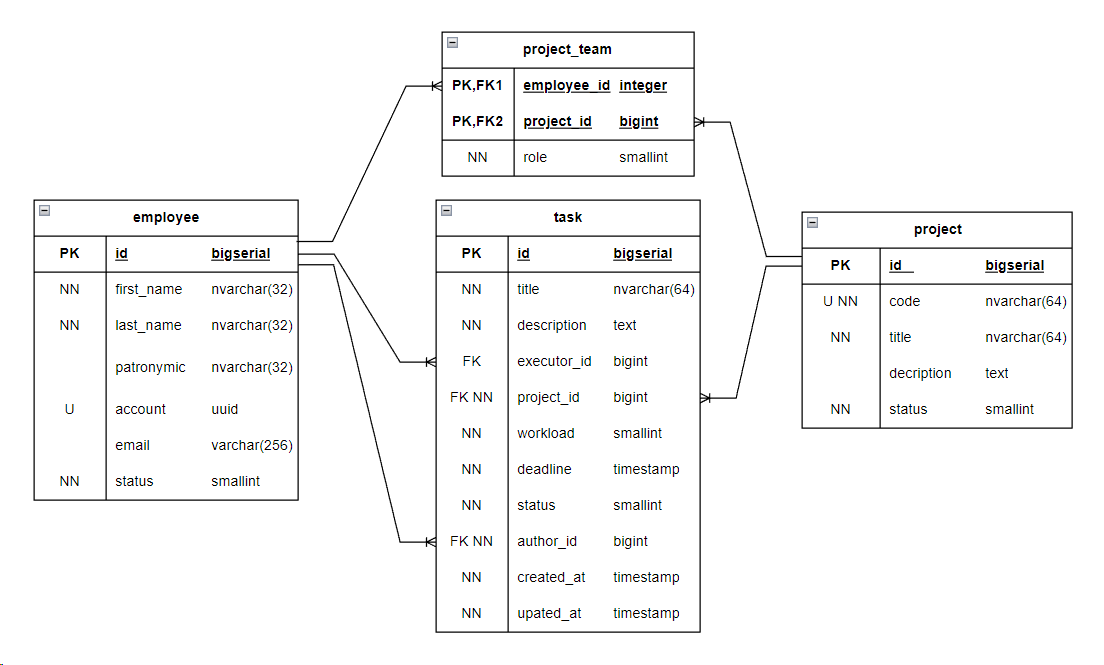 project_team
PK,FK1 employee_id integer
PK,FK2 project_id bigint
NN role smallint
employee
PK id bigserial
NN first_name nvarchar(32)
NN last_name nvarchar(32)
patronymic nvarchar(32)
U account uuid
email varchar(256)
NN status smallint
task
PK id bigserial
NN title nvarchar(64)
NN description text
FK executor_id bigint
FK NN project_id bigint
NN workload smallint
NN deadline timestamp
NN status smallint
FK NN author_id bigint
NN created_at timestamp
NN upated_at timestamp
project
PK id bigserial
U NN code nvarchar(64)
NN title nvarchar(64)
decription text
NN status smallint